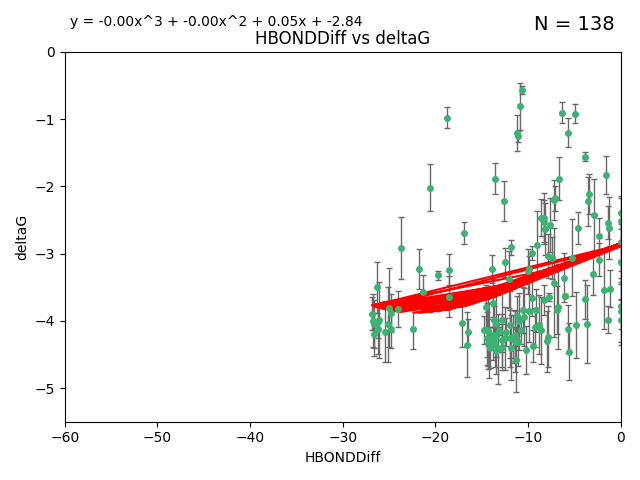 y = -0.00x^3 + -0.00x^2 + 0.05x + -2.84
N = 138
HBONDDiff vs deltaG
0
−1
−2
−3
−4
−5
deltaG
−60 −50 −40 −30 −20 −10 0
HBONDDiff